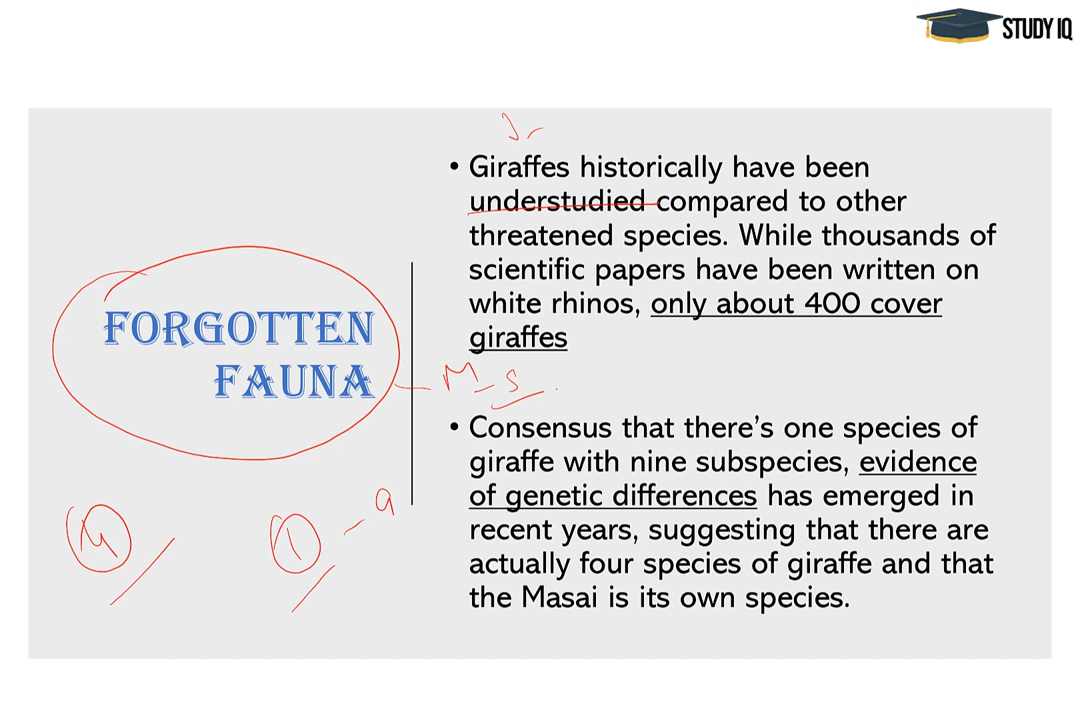 STUDY IQ
• Giraffes historically have been
understudied compared to other
threatened species. While thousands of
scientific papers have been written on
white rhinos, only about 400 cover
giraffes
FORGOTTEN
FAUNA
M - S
• Consensus that there’s one species of
giraffe with nine subspecies, evidence
of genetic differences has emerged in
recent years, suggesting that there are
actually four species of giraffe and that
the Masai is its own species.
4
1 - 9